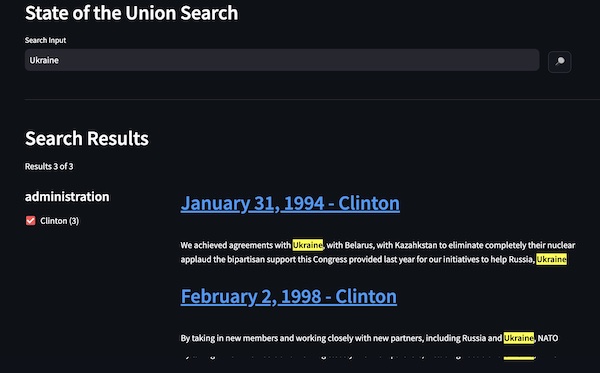 State of the Union Search
Search Input
Ukraine
Search Results
Results 3 of 3
administration
Clinton (3)
January 31, 1994 - Clinton
We achieved agreements with Ukraine, with Belarus, with Kazahkstan to eliminate completely their nuclear
applaud the bipartisan support this Congress provided last year for our initiatives to help Russia, Ukraine
February 2, 1998 - Clinton
By taking in new members and working closely with new partners, including Russia and Ukraine, NATO